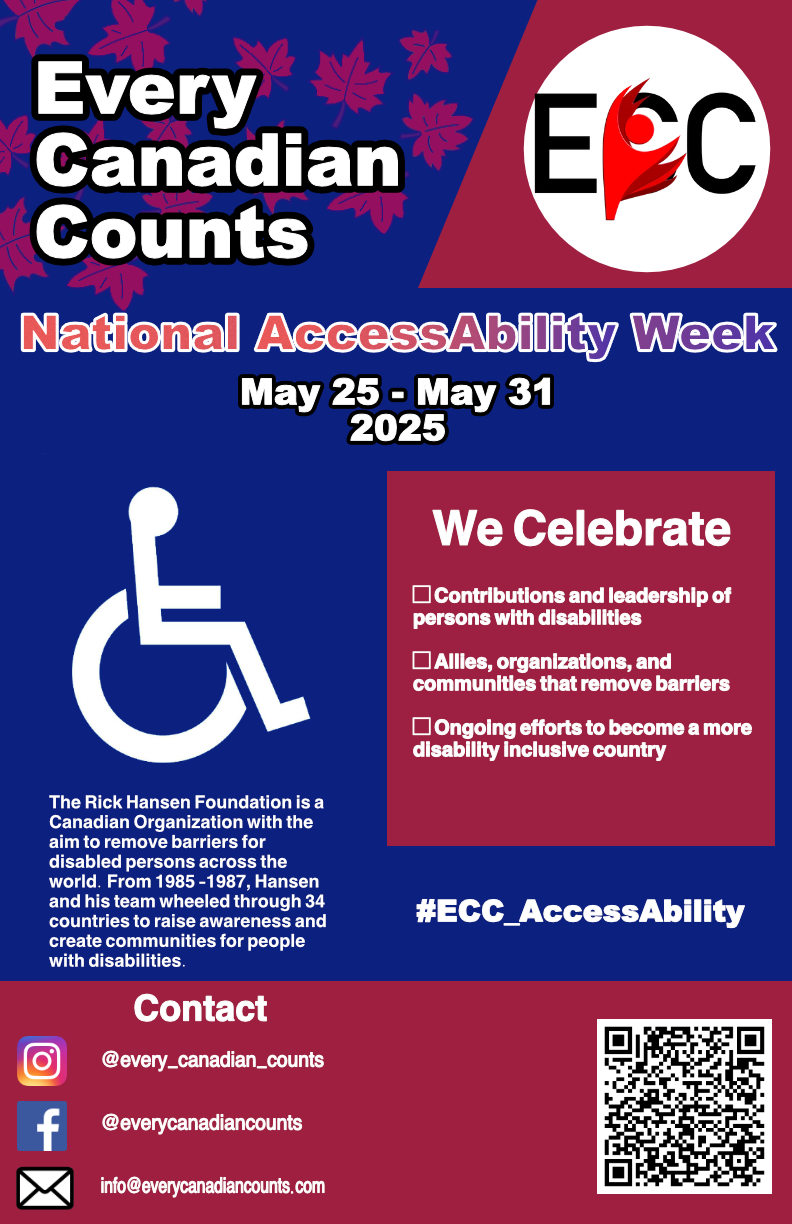 Every
Canadian
Counts
ECC
National AccessAbility Week
May 25 - May 31
2025
We Celebrate
☐ Contributions and leadership of
persons with disabilities
☐ Allies, organizations, and
communities that remove barriers
☐ Ongoing efforts to become a more
disability inclusive country
The Rick Hansen Foundation is a
Canadian Organization with the
aim to remove barriers for
disabled persons across the
world. From 1985 -1987, Hansen
and his team wheeled through 34
countries to raise awareness and
create communities for people
with disabilities.
#ECC_AccessAbility
Contact
@every_canadian_counts
@everycanadiancounts
info@everycanadiancounts.com